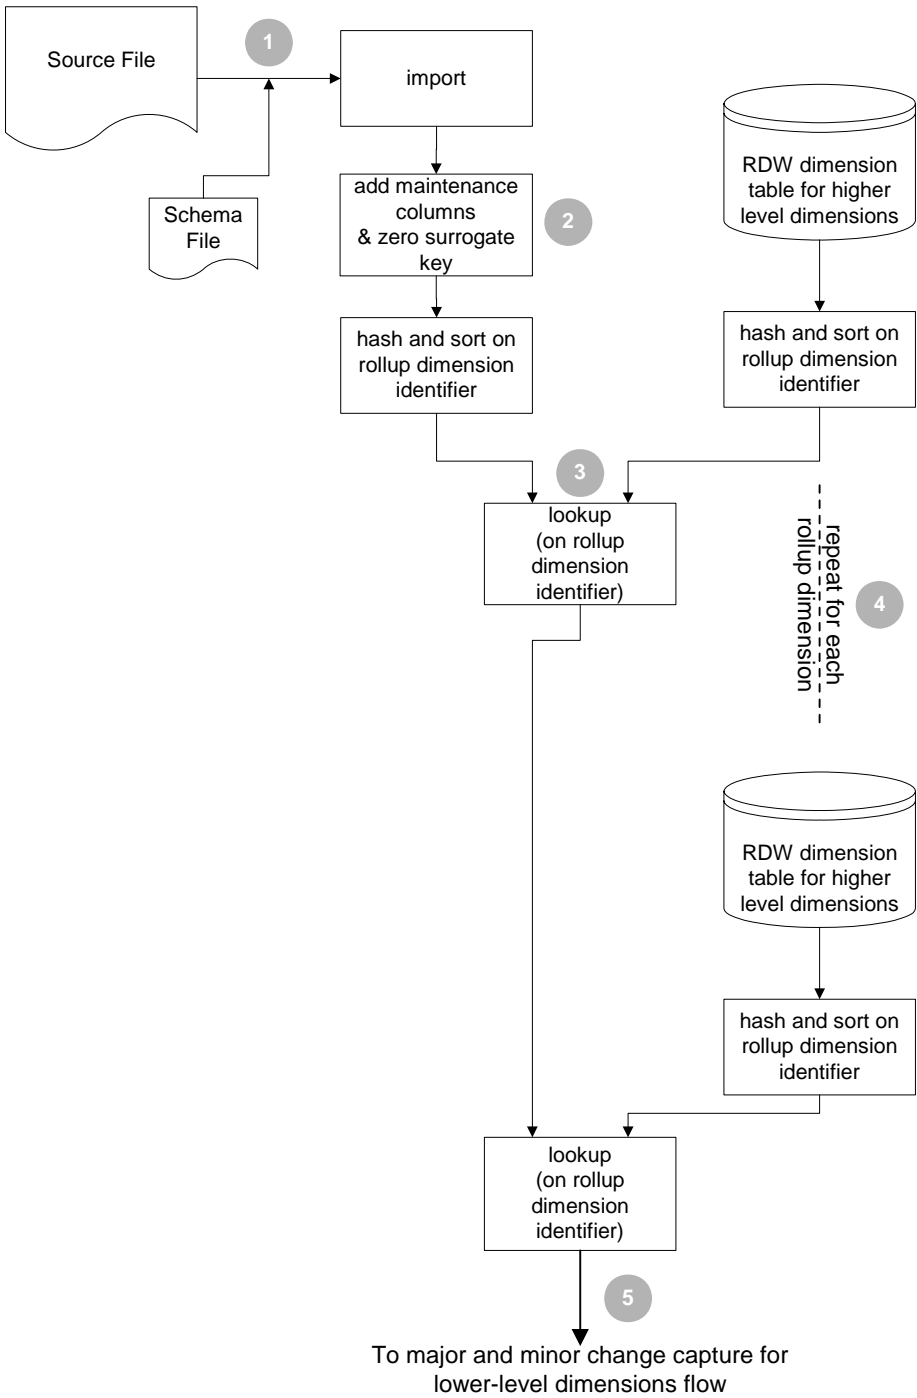 1
Source File
import
Schema
File
add maintenance
columns
& zero surrogate
key
2
RDW dimension
table for higher
level dimensions
hash and sort on
rollup dimension
identifier
hash and sort on
rollup dimension
identifier
3
lookup
(on rollup
dimension
identifier)
repeat for each
rollup dimension
4
RDW dimension
table for higher
level dimensions
hash and sort on
rollup dimension
identifier
lookup
(on rollup
dimension
identifier)
5
To major and minor change capture for
lower-level dimensions flow